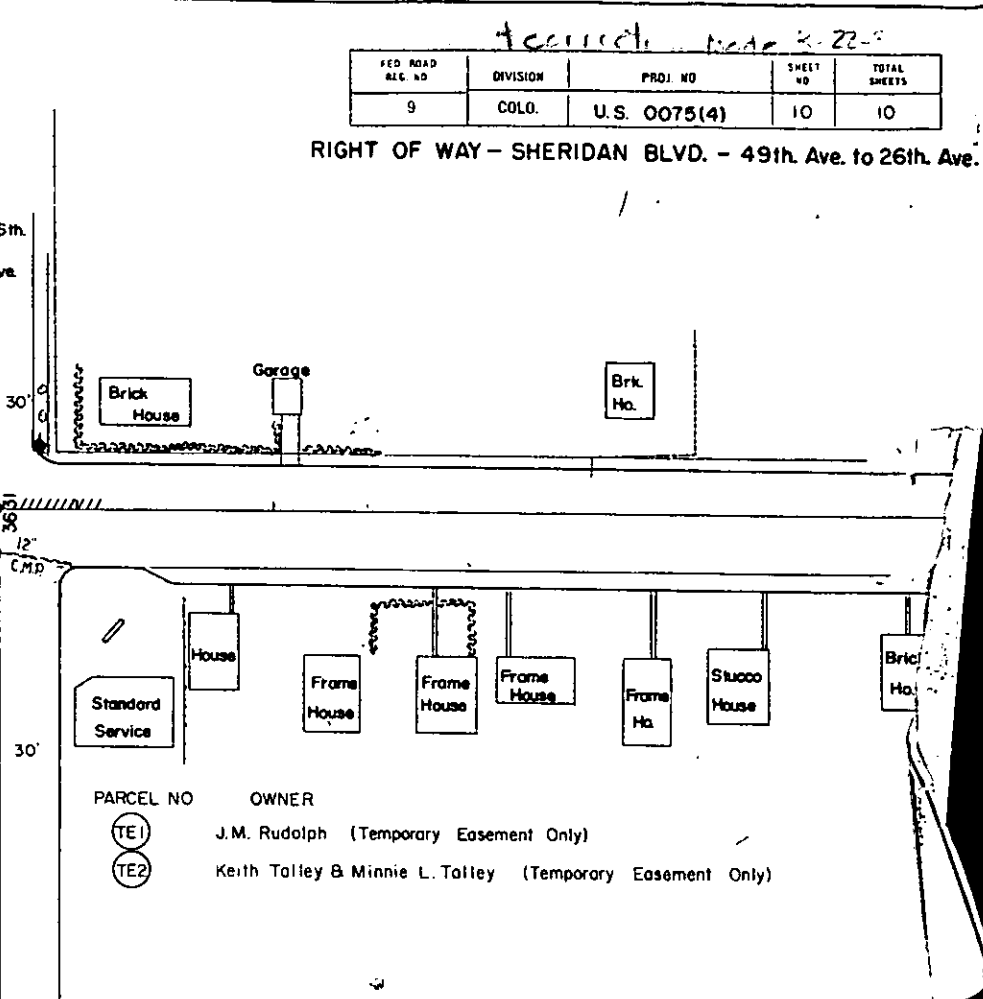 FED ROAD REG. NO DIVISION PROJ. NO SHEET NO TOTAL SHEETS
9 COLO. U.S. 0075(4) 10 10
RIGHT OF WAY – SHERIDAN BLVD. – 49th. Ave. to 26th. Ave.
30'
Brick
House
Garage
Brk.
Ho.
36
31
12"
C.M.P.
House
Standard
Service
Frame
House
Frame
House
Frame
House
Frame
Ho.
Stucco
House
Ho.
30'
PARCEL NO OWNER
TE1 J.M. Rudolph (Temporary Easement Only)
TE2 Keith Talley & Minnie L. Talley (Temporary Easement Only)